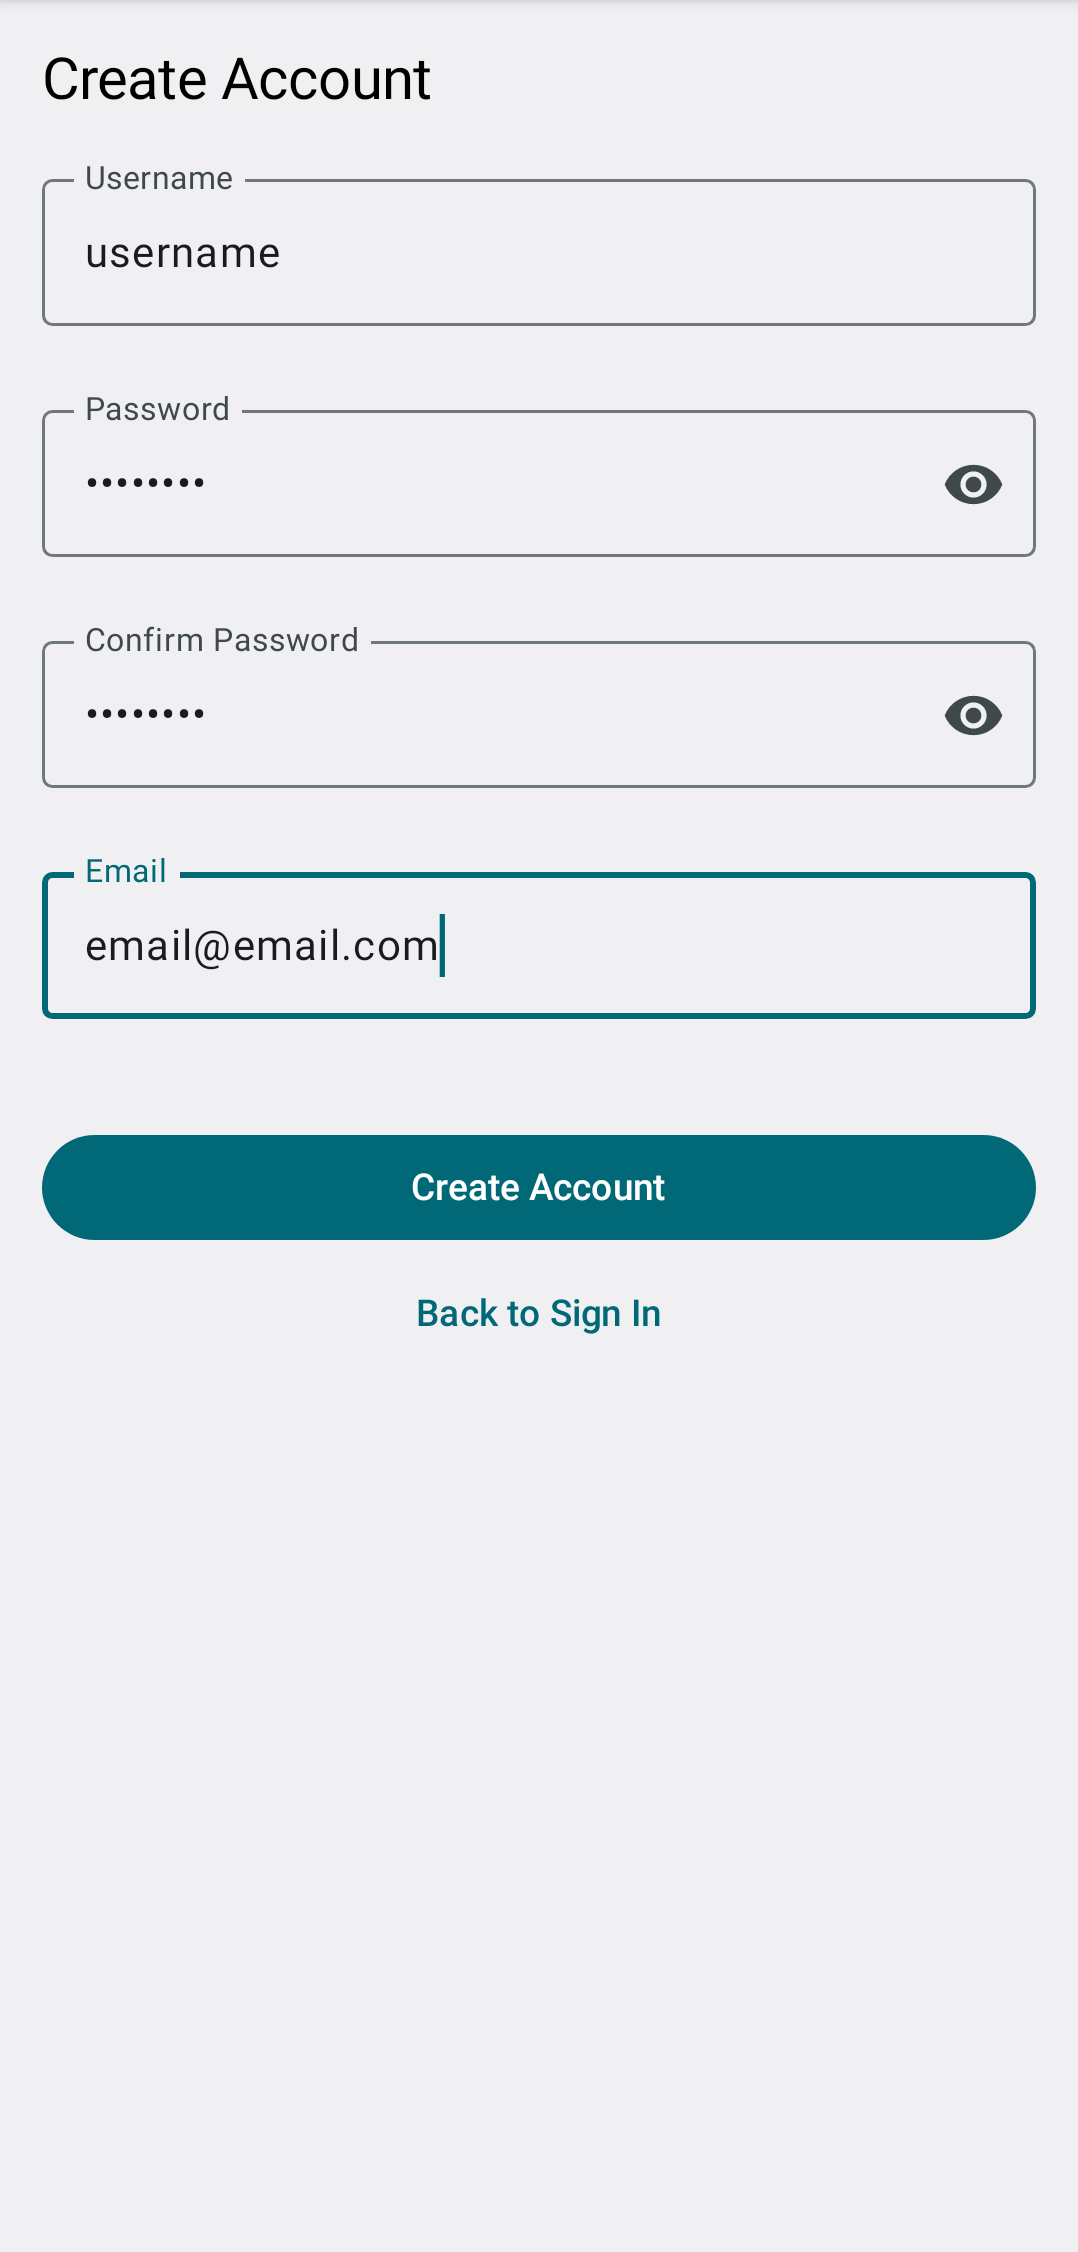 Create Account
Username
username
Password
••••••••
Confirm Password
••••••••
Email
email@email.com
Create Account
Back to Sign In